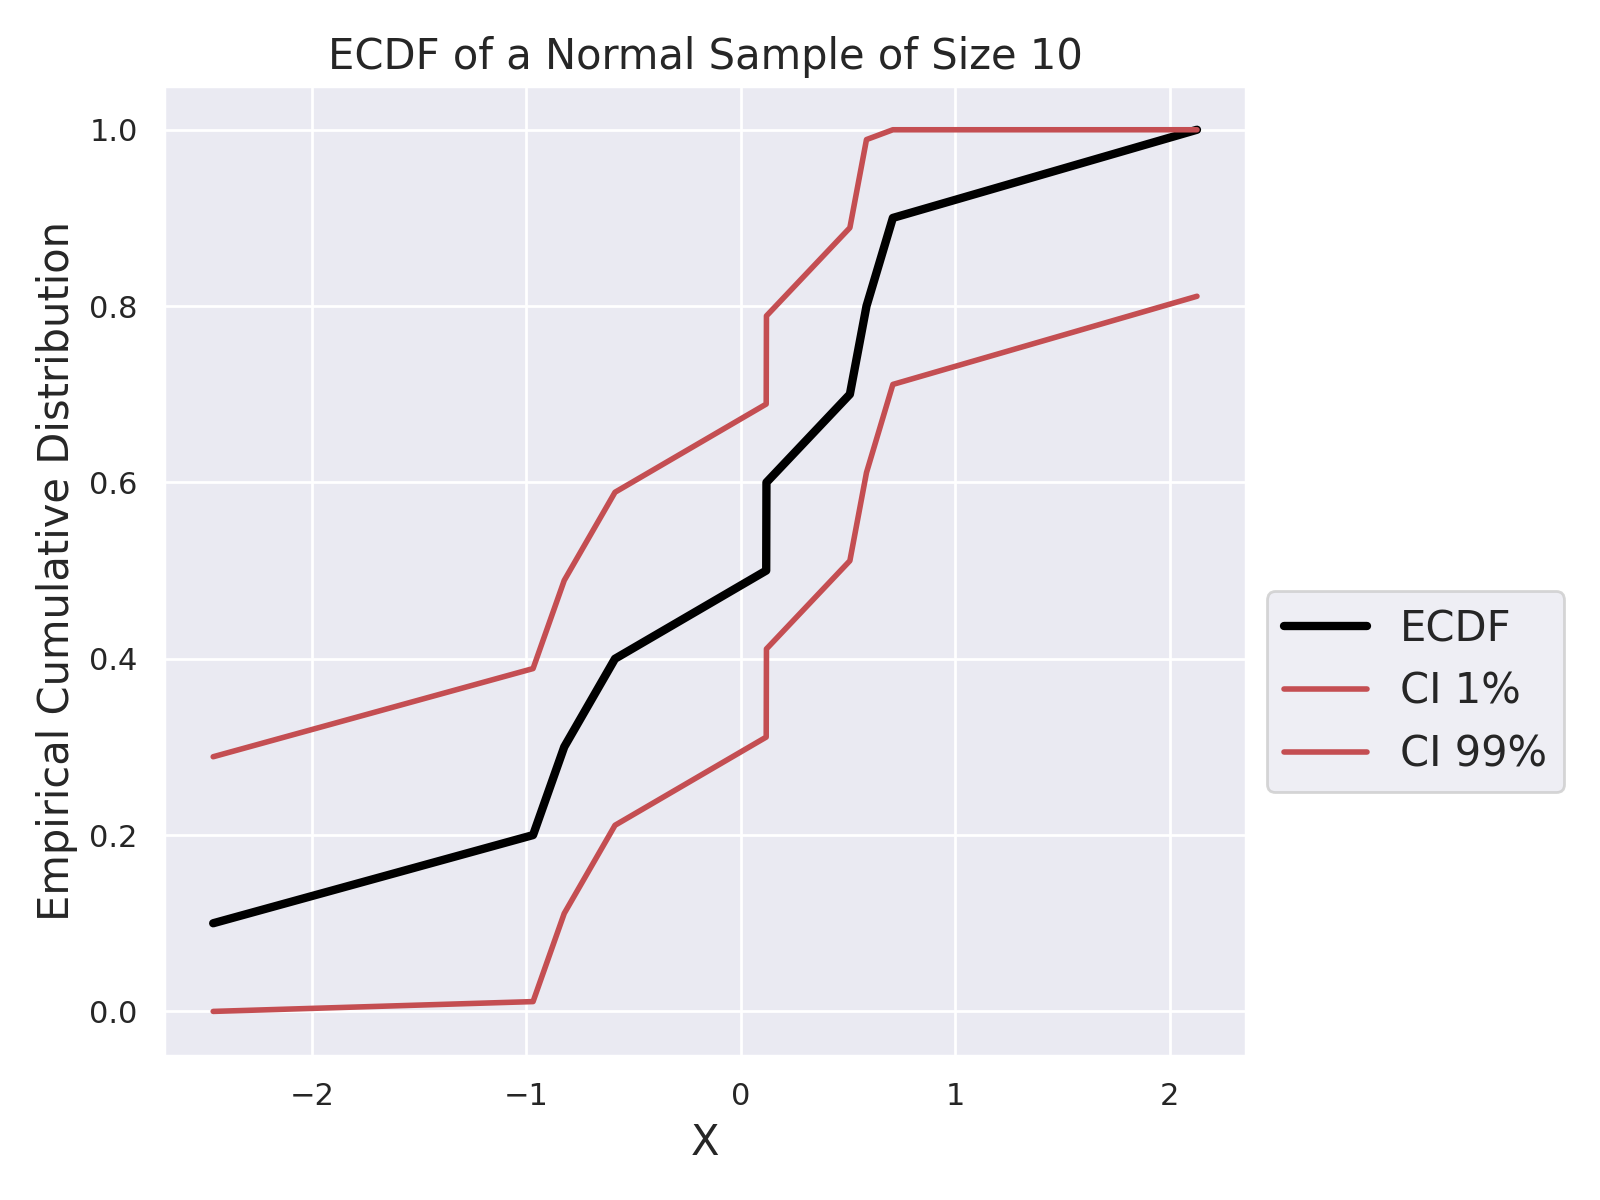 ECDF of a Normal Sample of Size 10
Empirical Cumulative Distribution
1.0
0.8
0.6
0.4
0.2
0.0
−2
−1
0
1
2
X
ECDF
CI 1%
CI 99%